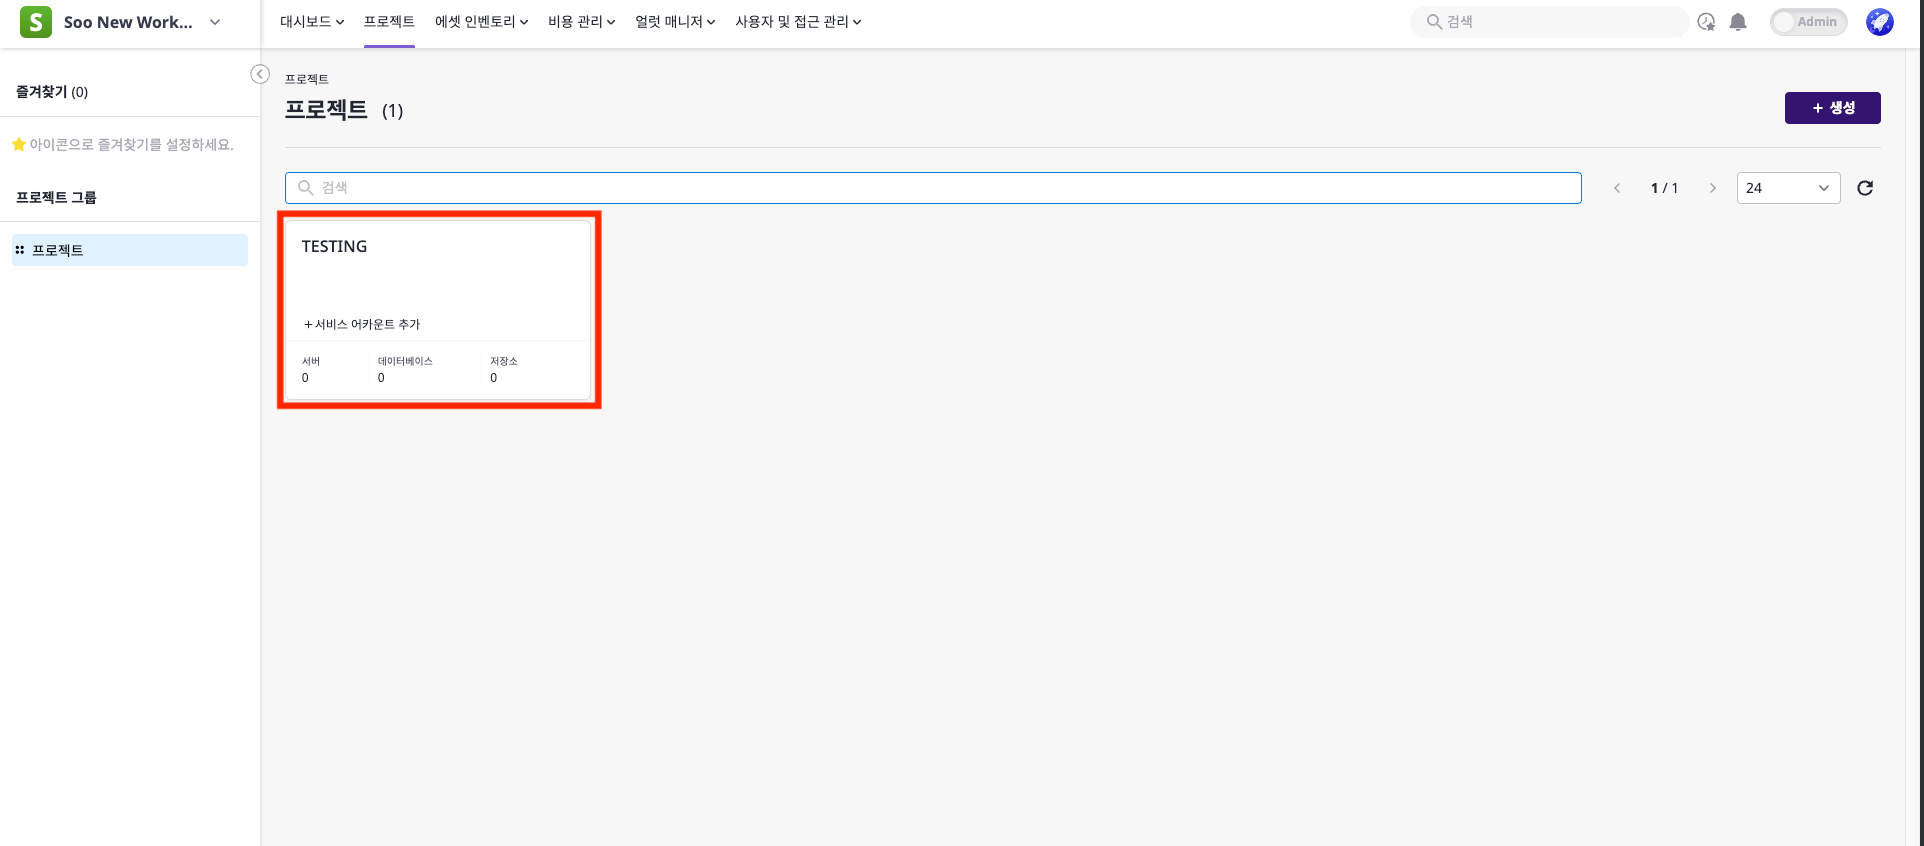 S Soo New Work...
대시보드 프로젝트 에셋 인벤토리 비용 관리 얼럿 매니저 사용자 및 접근 관리
검색
Admin
즐겨찾기 (0)
아이콘으로 즐겨찾기를 설정하세요.
프로젝트 그룹
프로젝트
프로젝트
프로젝트 (1)
+ 생성
검색
1 / 1
24
TESTING
+ 서비스 어카운트 추가
서버 데이터베이스 저장소
0 0 0